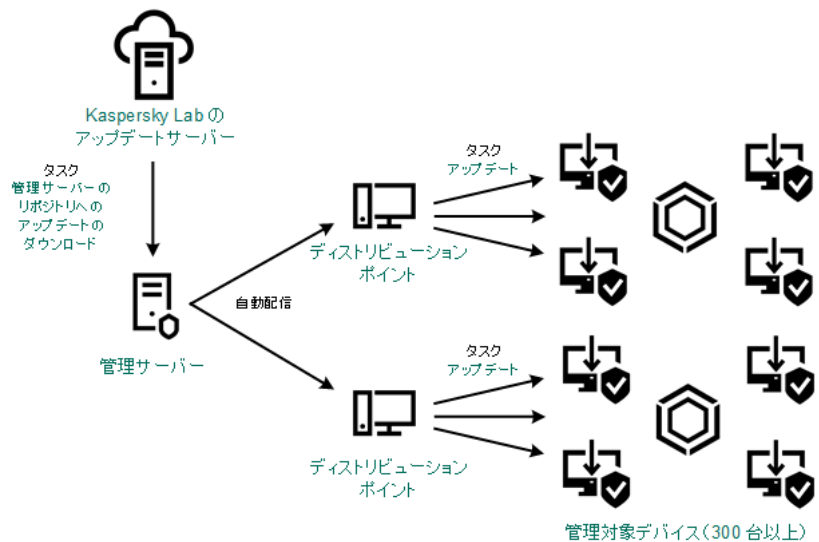 Kaspersky Lab の
アップデートサーバー
タスク
管理サーバーの
リポジトリへの
アップデートの
ダウンロード
管理サーバー
自動配信
ディストリビューション
ポイント
タスク
アップデート
ディストリビューション
ポイント
タスク
アップデート
管理対象デバイス(300 台以上)